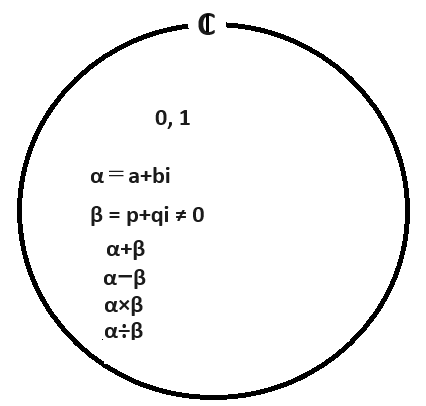 ℂ
0, 1
α=a+bi
β = p+qi ≠ 0
α+β
α−β
α×β
α÷β